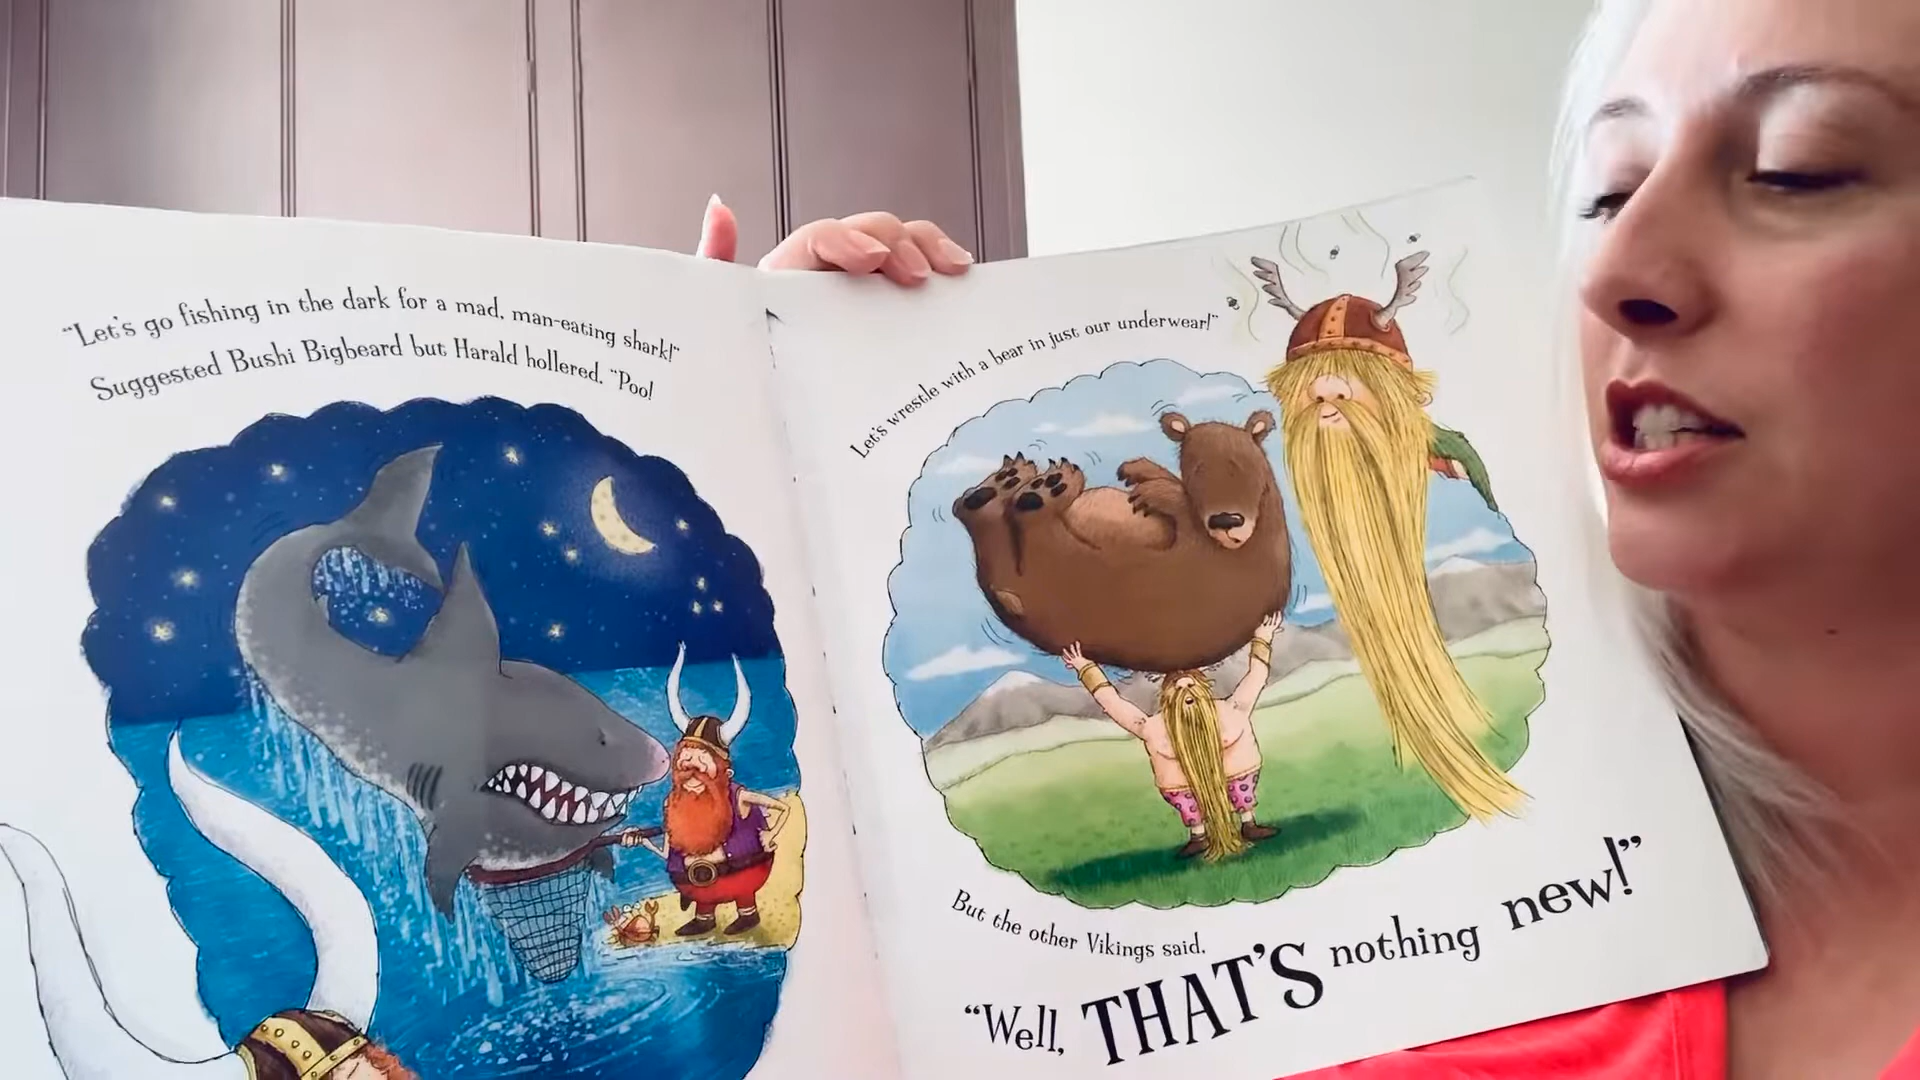 “Let's go fishing in the dark for a mad, man-eating shark!”
Suggested Bushi Bigbeard but Harald hollered, “Poo!
Let's wrestle with a bear in just our underwear!”
But the other Vikings said,
“Well, THAT'S nothing new!”